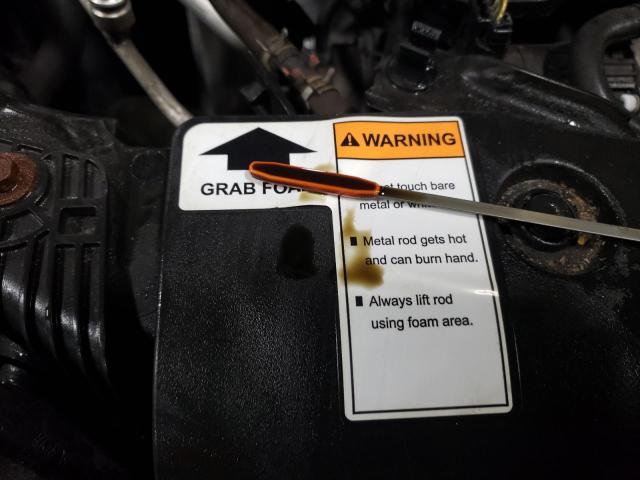 GRAB
WARNING
touch bare
metal or
Metal rod gets hot
and can burn hand.
Always lift rod
using foam area.